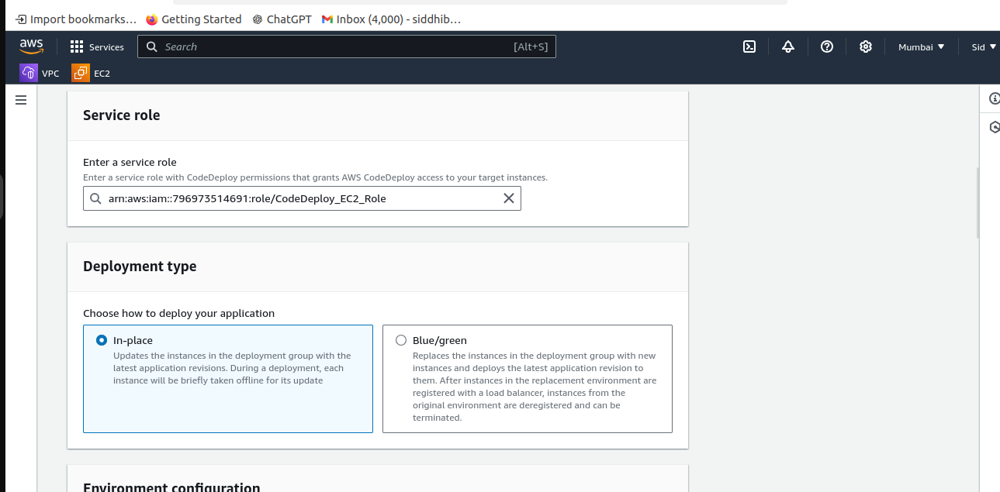 Import bookmarks… Getting Started ChatGPT Inbox (4,000) - siddhib…
aws Services Search [Alt+S] Mumbai Sid
VPC EC2
Service role
Enter a service role
Enter a service role with CodeDeploy permissions that grants AWS CodeDeploy access to your target instances.
arn:aws:iam::796973514691:role/CodeDeploy_EC2_Role
Deployment type
Choose how to deploy your application
In-place
Updates the instances in the deployment group with the
latest application revisions. During a deployment, each
instance will be briefly taken offline for its update
Blue/green
Replaces the instances in the deployment group with new
instances and deploys the latest application revision to
them. After instances in the replacement environment are
registered with a load balancer, instances from the
original environment are deregistered and can be
terminated.
Environment configuration